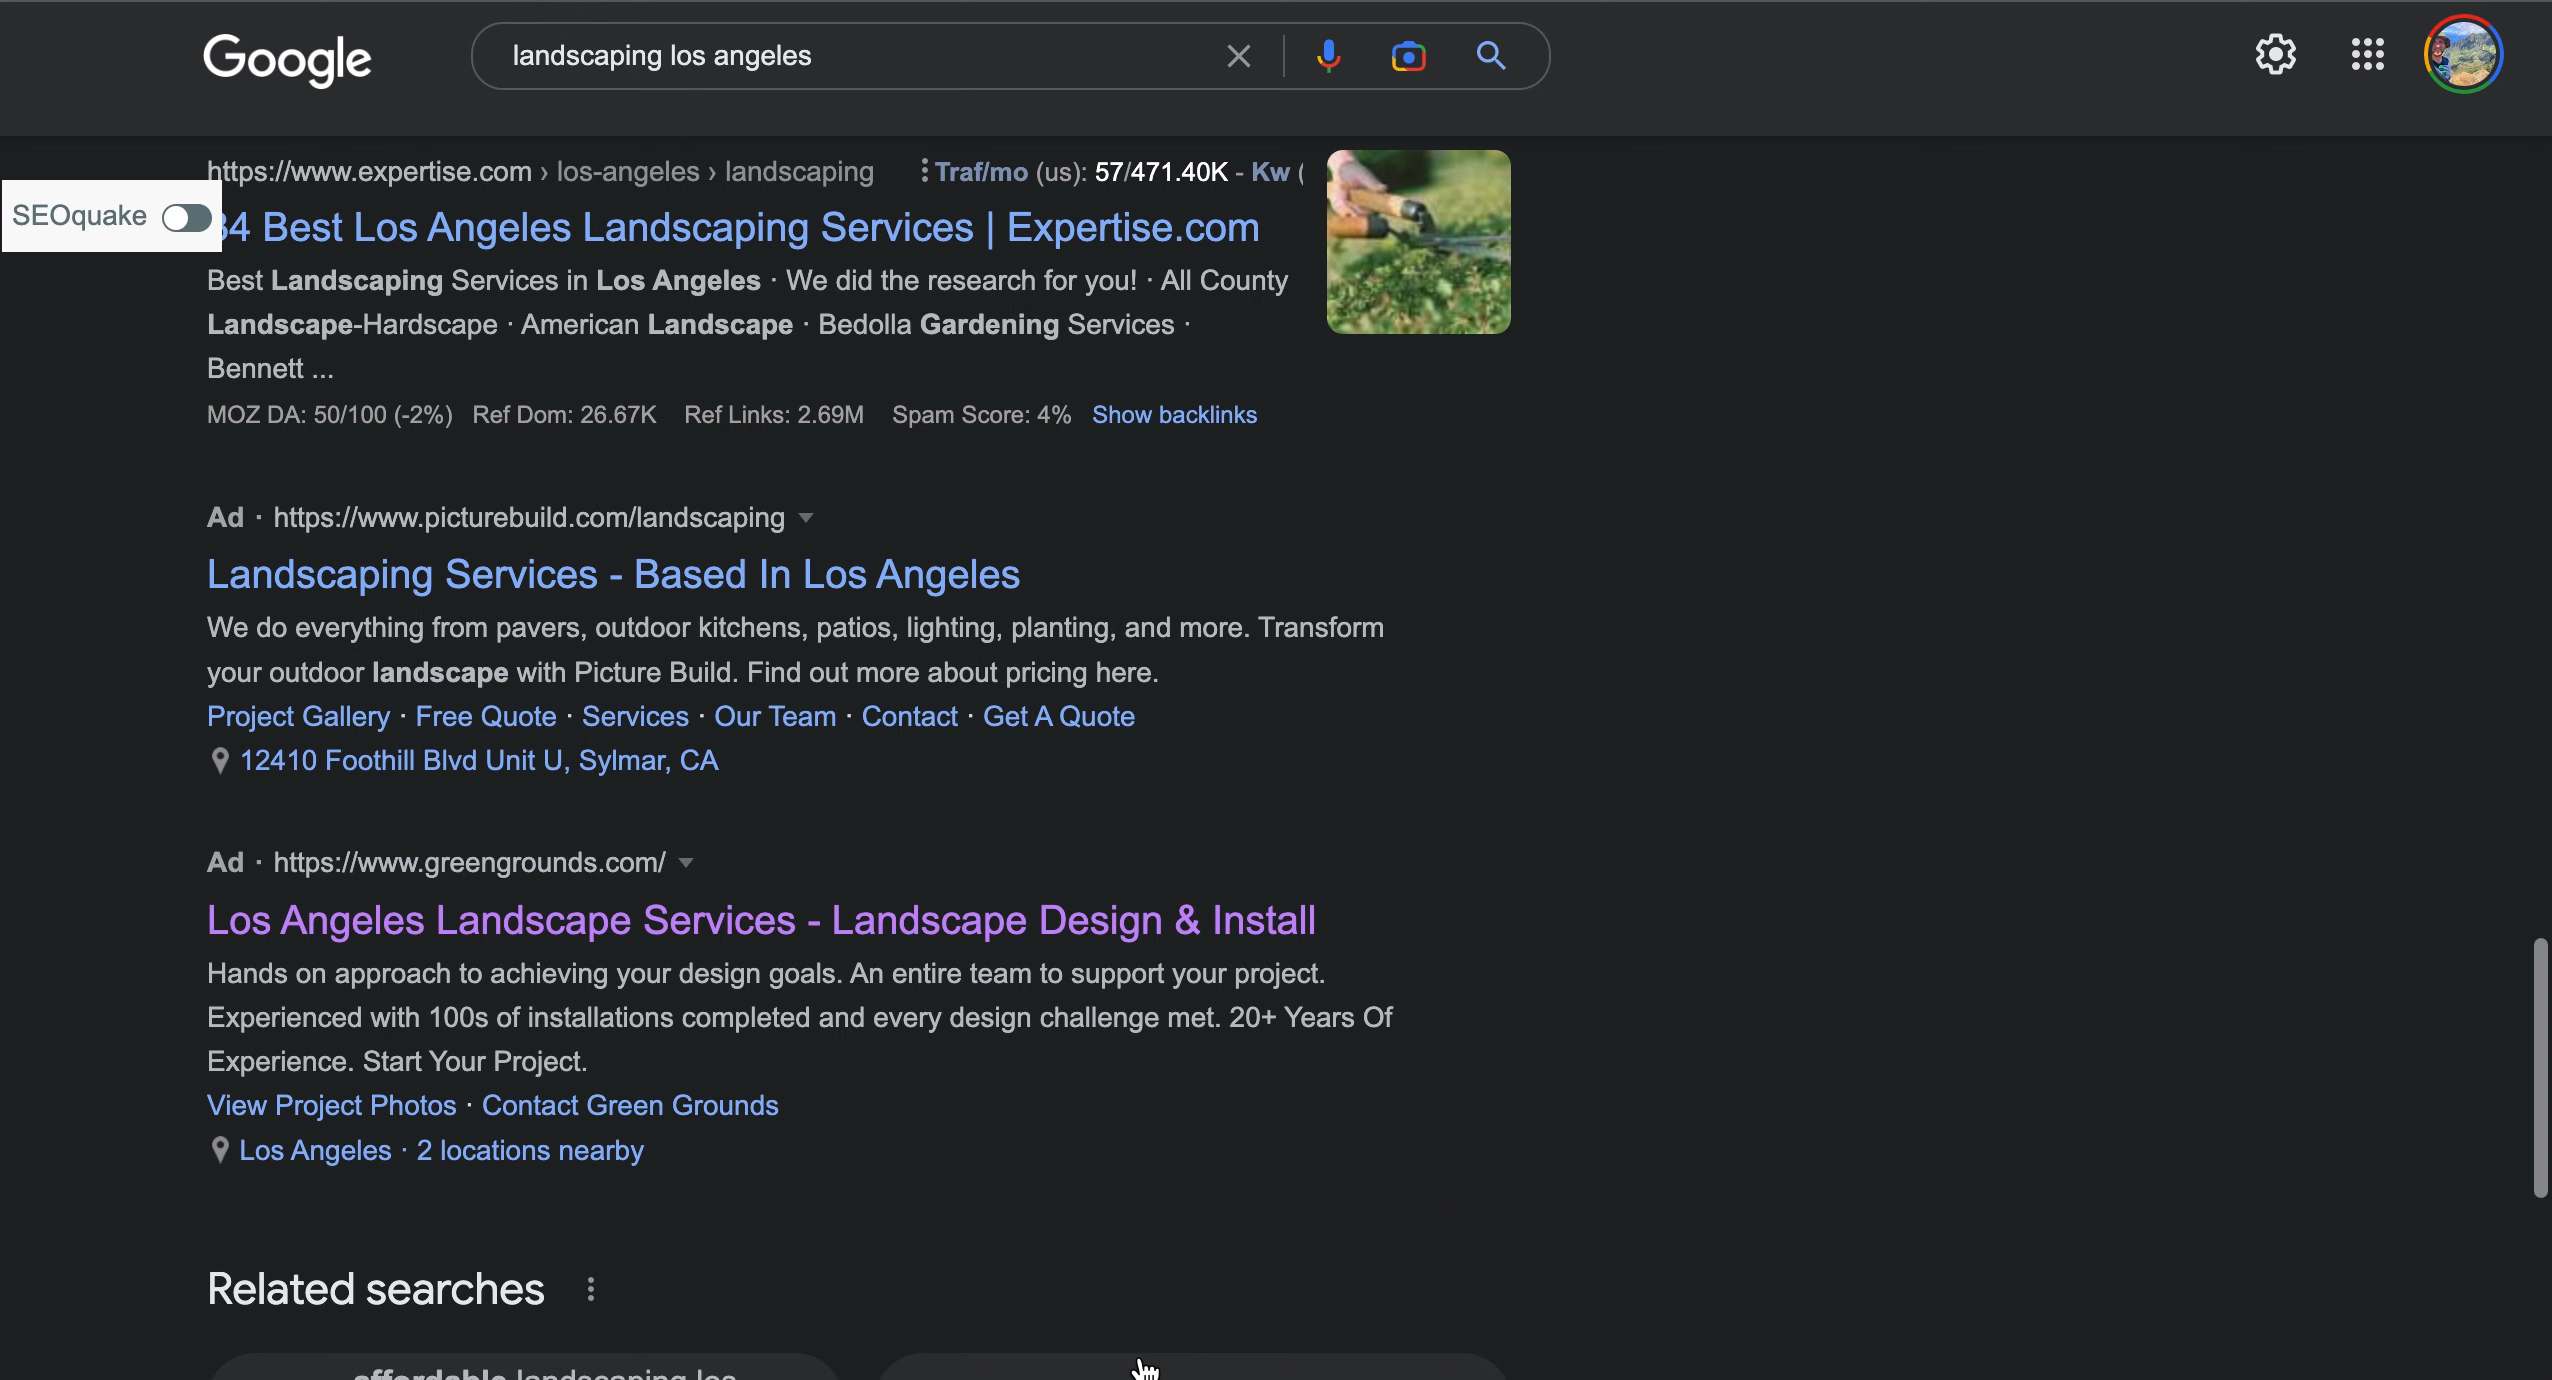 Google
landscaping los angeles
https://www.expertise.com › los-angeles › landscaping
Traf/mo (us): 57/471.40K - Kw (
SEOquake
34 Best Los Angeles Landscaping Services | Expertise.com
Best Landscaping Services in Los Angeles · We did the research for you! · All County
Landscape-Hardscape · American Landscape · Bedolla Gardening Services ·
Bennett ...
MOZ DA: 50/100 (-2%) Ref Dom: 26.67K Ref Links: 2.69M Spam Score: 4% Show backlinks
Ad · https://www.picturebuild.com/landscaping
Landscaping Services - Based In Los Angeles
We do everything from pavers, outdoor kitchens, patios, lighting, planting, and more. Transform
your outdoor landscape with Picture Build. Find out more about pricing here.
Project Gallery · Free Quote · Services · Our Team · Contact · Get A Quote
12410 Foothill Blvd Unit U, Sylmar, CA
Ad · https://www.greengrounds.com/
Los Angeles Landscape Services - Landscape Design & Install
Hands on approach to achieving your design goals. An entire team to support your project.
Experienced with 100s of installations completed and every design challenge met. 20+ Years Of
Experience. Start Your Project.
View Project Photos · Contact Green Grounds
Los Angeles · 2 locations nearby
Related searches
affordable landscaping los